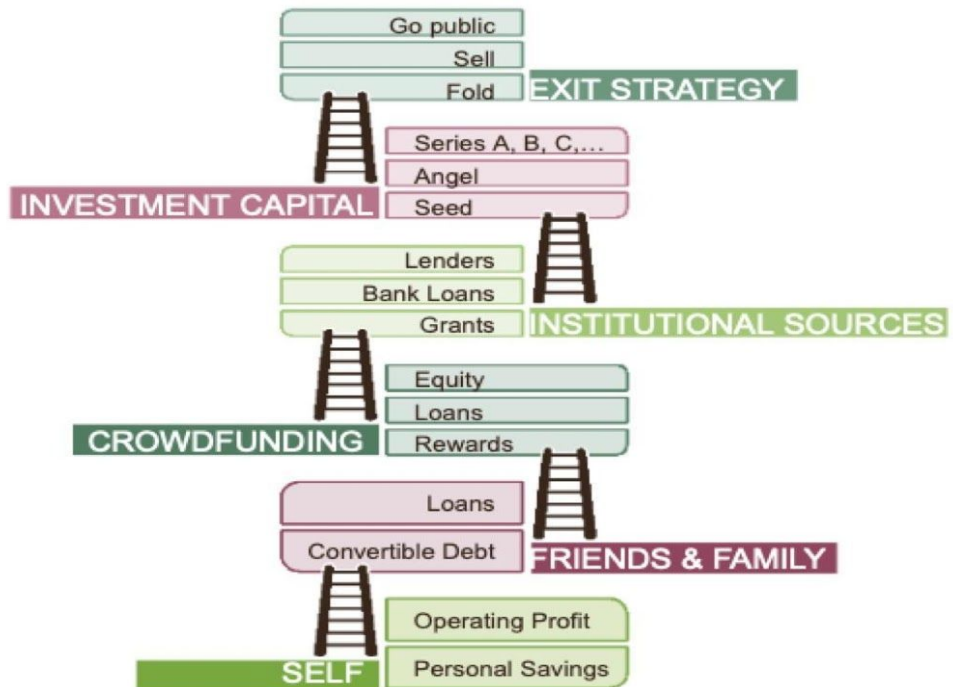 Go public
Sell
Fold
EXIT STRATEGY
Series A, B, C,...
Angel
INVESTMENT CAPITAL
Seed
Lenders
Bank Loans
Grants
INSTITUTIONAL SOURCES
Equity
Loans
CROWDFUNDING
Rewards
Loans
Convertible Debt
FRIENDS & FAMILY
Operating Profit
SELF
Personal Savings